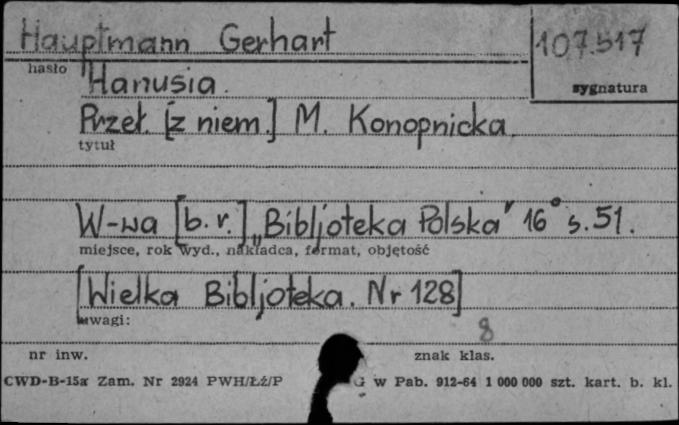 Hauptmann Gerhart
107.517
hasło
Hanusia.
sygnatura
Przeł. [z niem.] M. Konopnicka.
tytuł
W-wa [b. r.] „Bibljoteka Polska" 16° s. 51.
miejsce, rok wyd., nakładca, format, objętość
[Wielka Bibljoteka. Nr 128]
uwagi:
8
nr inw.
znak klas.
CWD-B-15a Zam. Nr 2924 PWH/Łź/P G w Pab. 912-64 1 000 000 szt. kart. b. kl.